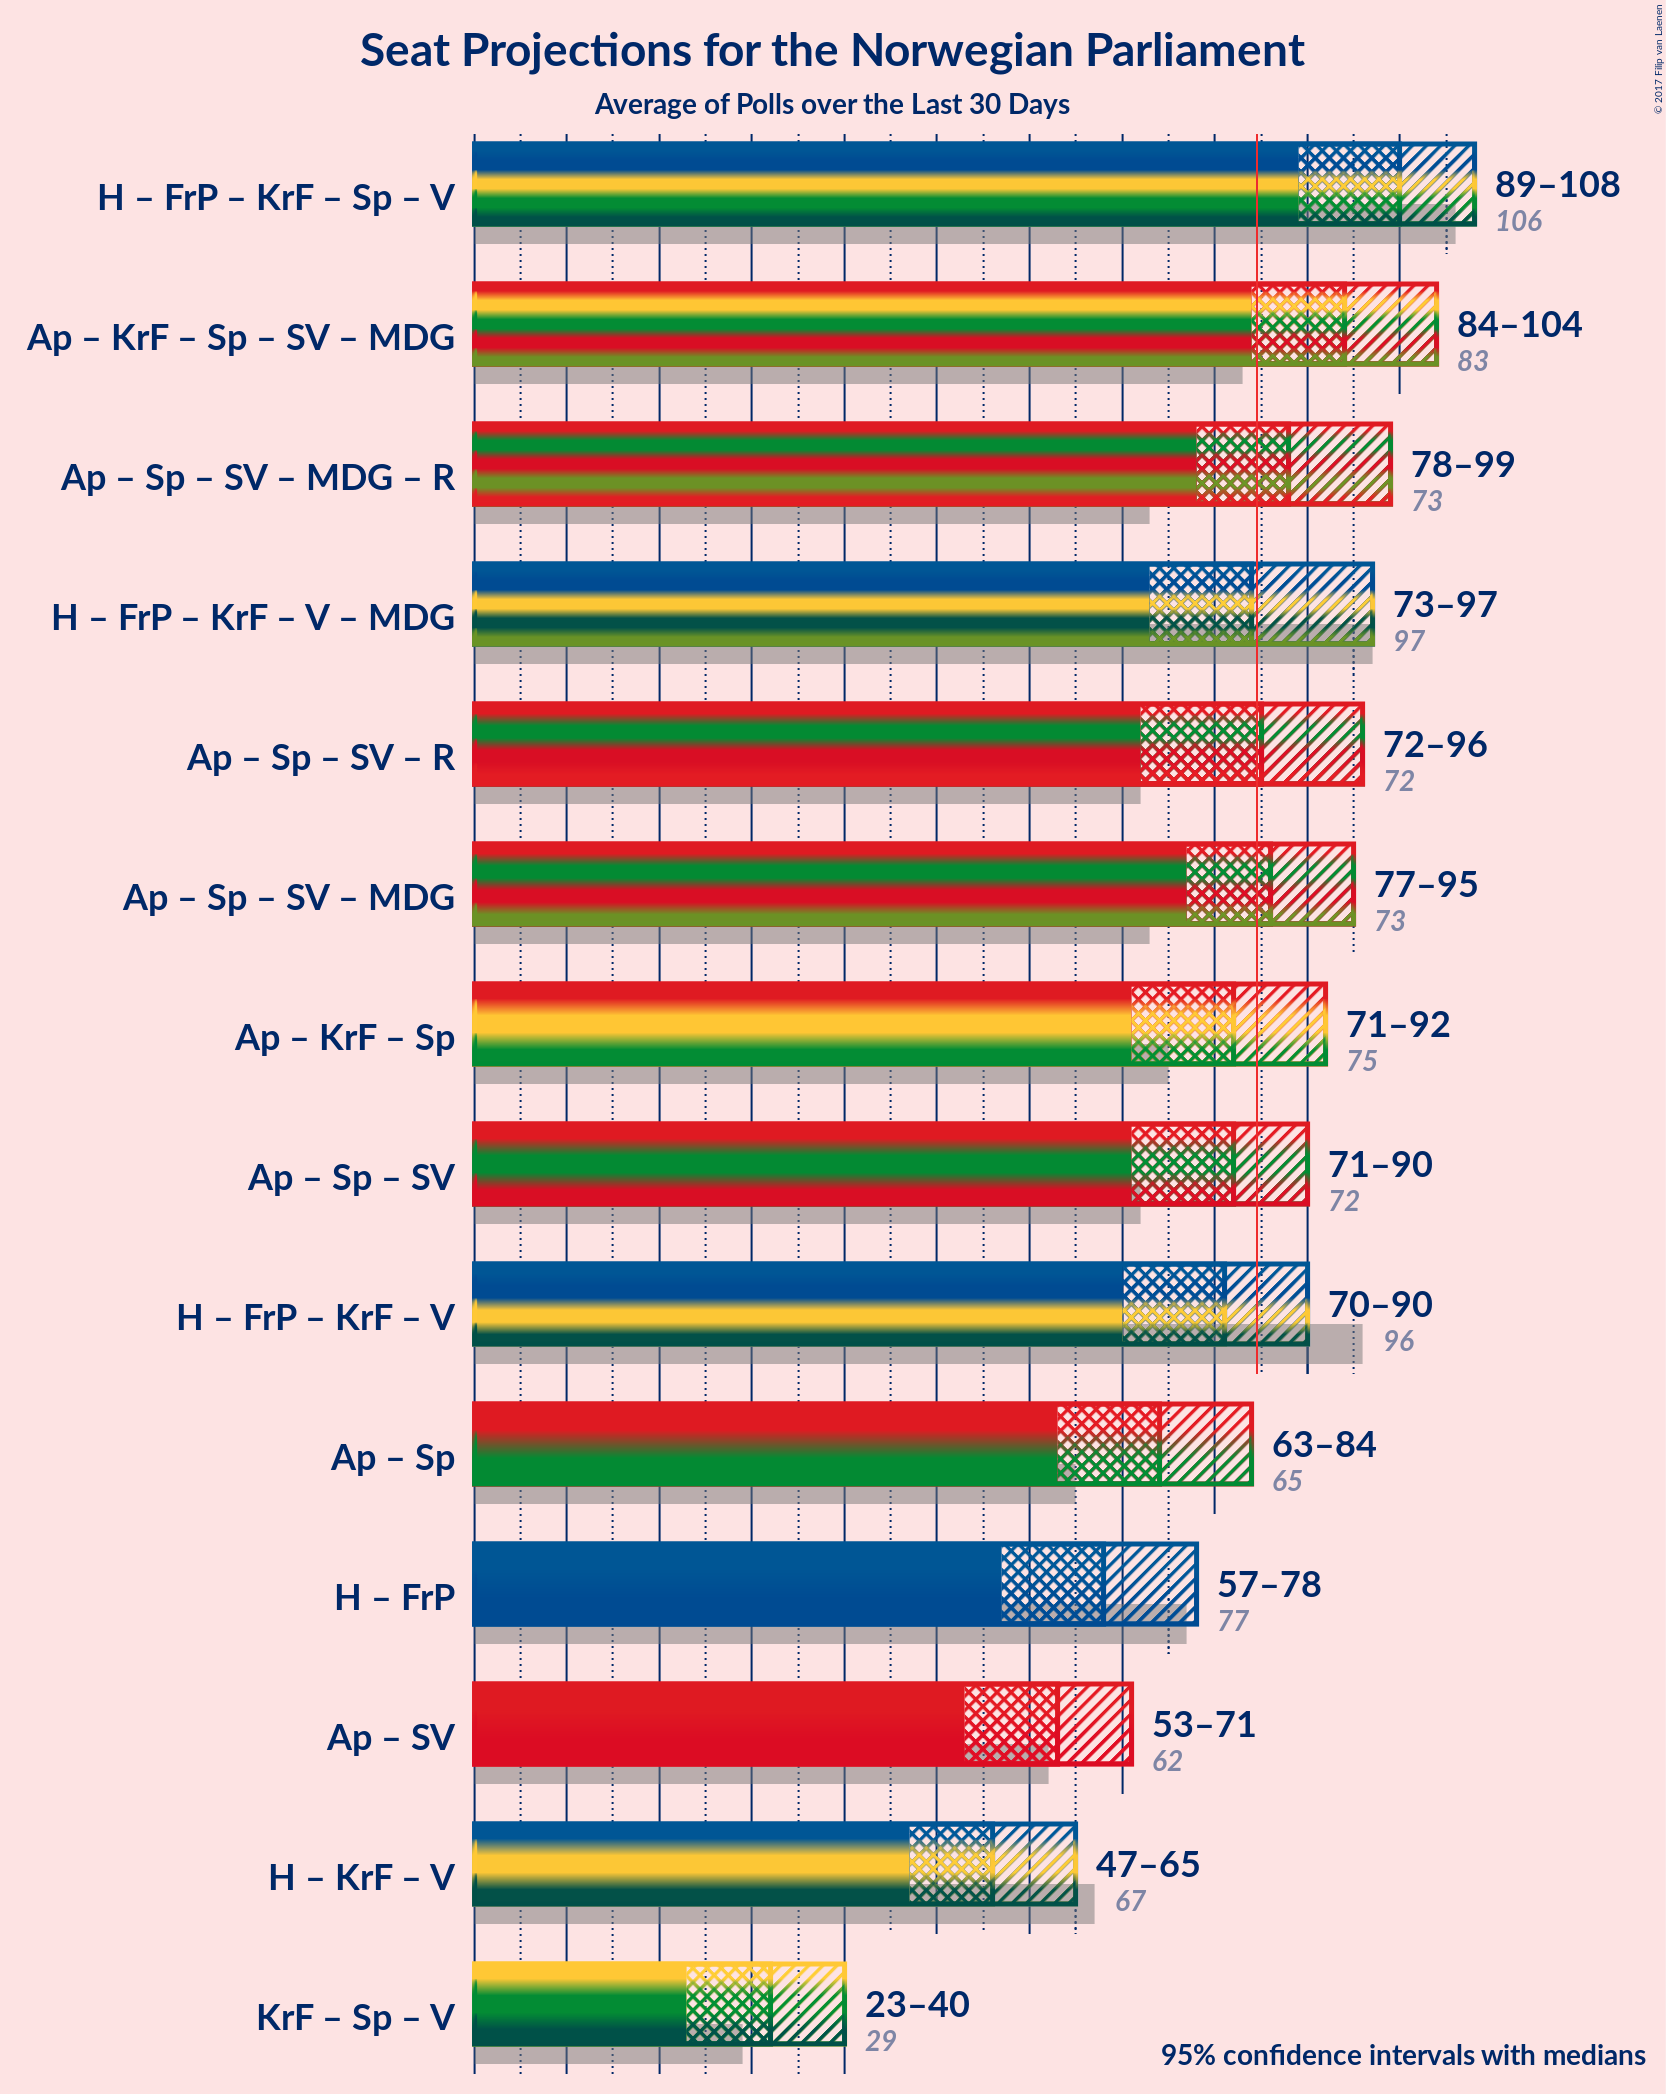 Seat Projections for the Norwegian Parliament
Average of Polls over the Last 30 Days
© 2017 Filip van Laenen
H – FrP – KrF – Sp – V
89–108
106
Ap – KrF – Sp – SV – MDG
84–104
83
Ap – Sp – SV – MDG – R
78–99
73
H – FrP – KrF – V – MDG
73–97
97
Ap – Sp – SV – R
72–96
72
Ap – Sp – SV – MDG
77–95
73
Ap – KrF – Sp
71–92
75
Ap – Sp – SV
71–90
72
H – FrP – KrF – V
70–90
96
Ap – Sp
63–84
65
H – FrP
57–78
77
Ap – SV
53–71
62
H – KrF – V
47–65
67
KrF – Sp – V
23–40
29
95% confidence intervals with medians